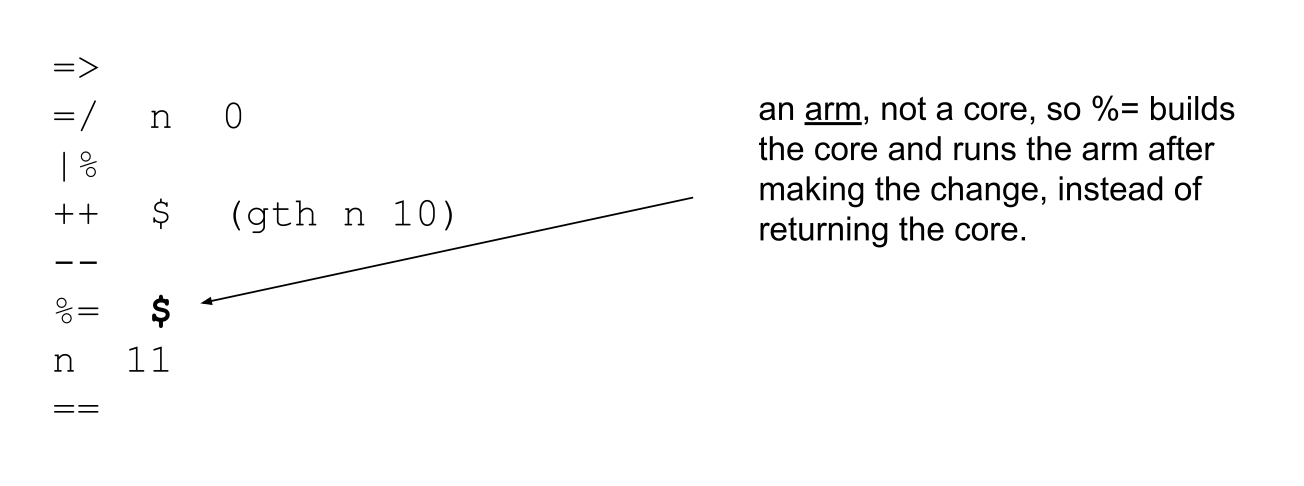 =>
=/  n  0
|%
++  $  (gth n 10)
--
%=  $
n  11
==
an arm, not a core, so %= builds
the core and runs the arm after
making the change, instead of
returning the core.